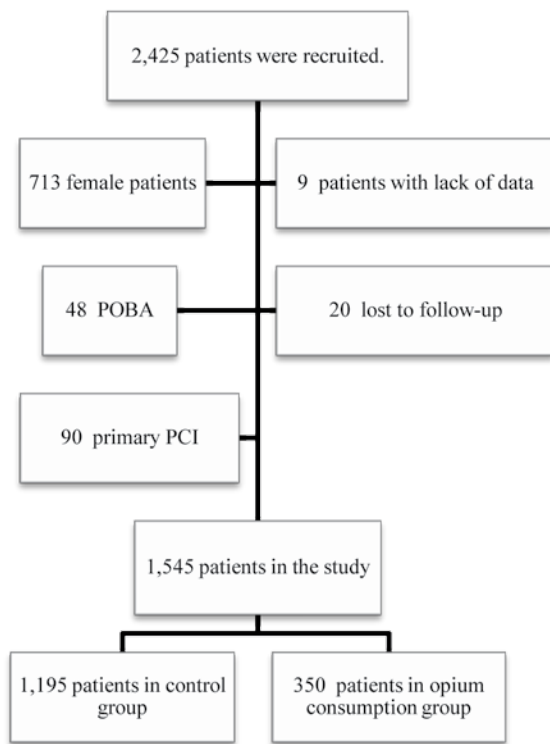 2,425 patients were recruited.
713 female patients
9 patients with lack of data
48 POBA
20 lost to follow-up
90 primary PCI
1,545 patients in the study
1,195 patients in control
group
350 patients in opium
consumption group